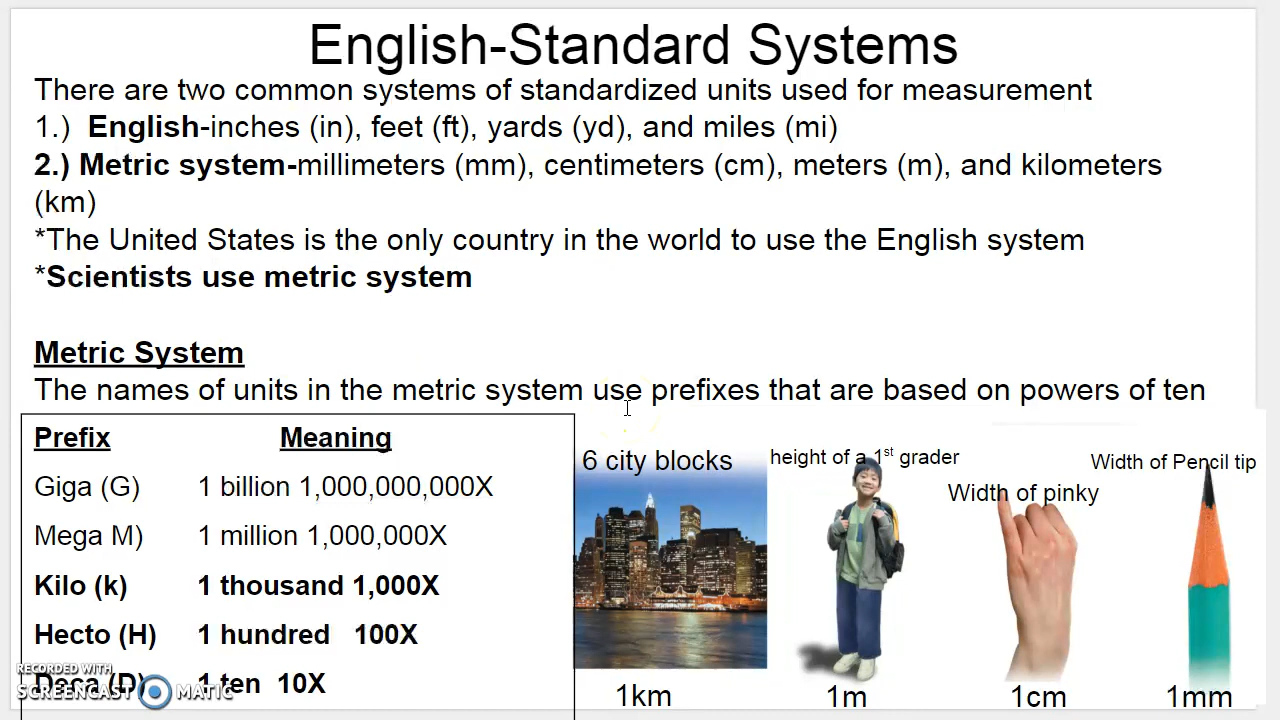 English-Standard Systems
There are two common systems of standardized units used for measurement
1.) English-inches (in), feet (ft), yards (yd), and miles (mi)
2.) Metric system-millimeters (mm), centimeters (cm), meters (m), and kilometers
(km)
*The United States is the only country in the world to use the English system
*Scientists use metric system
Metric System
The names of units in the metric system use prefixes that are based on powers of ten
Prefix Meaning
Giga (G) 1 billion 1,000,000,000X
Mega M) 1 million 1,000,000X
Kilo (k) 1 thousand 1,000X
Hecto (H) 1 hundred 100X
Deca (D) 1 ten 10X
6 city blocks
1km
height of a 1st grader
1m
Width of pinky
1cm
Width of Pencil tip
1mm
RECORDED WITH
SCREENCAST MATIC